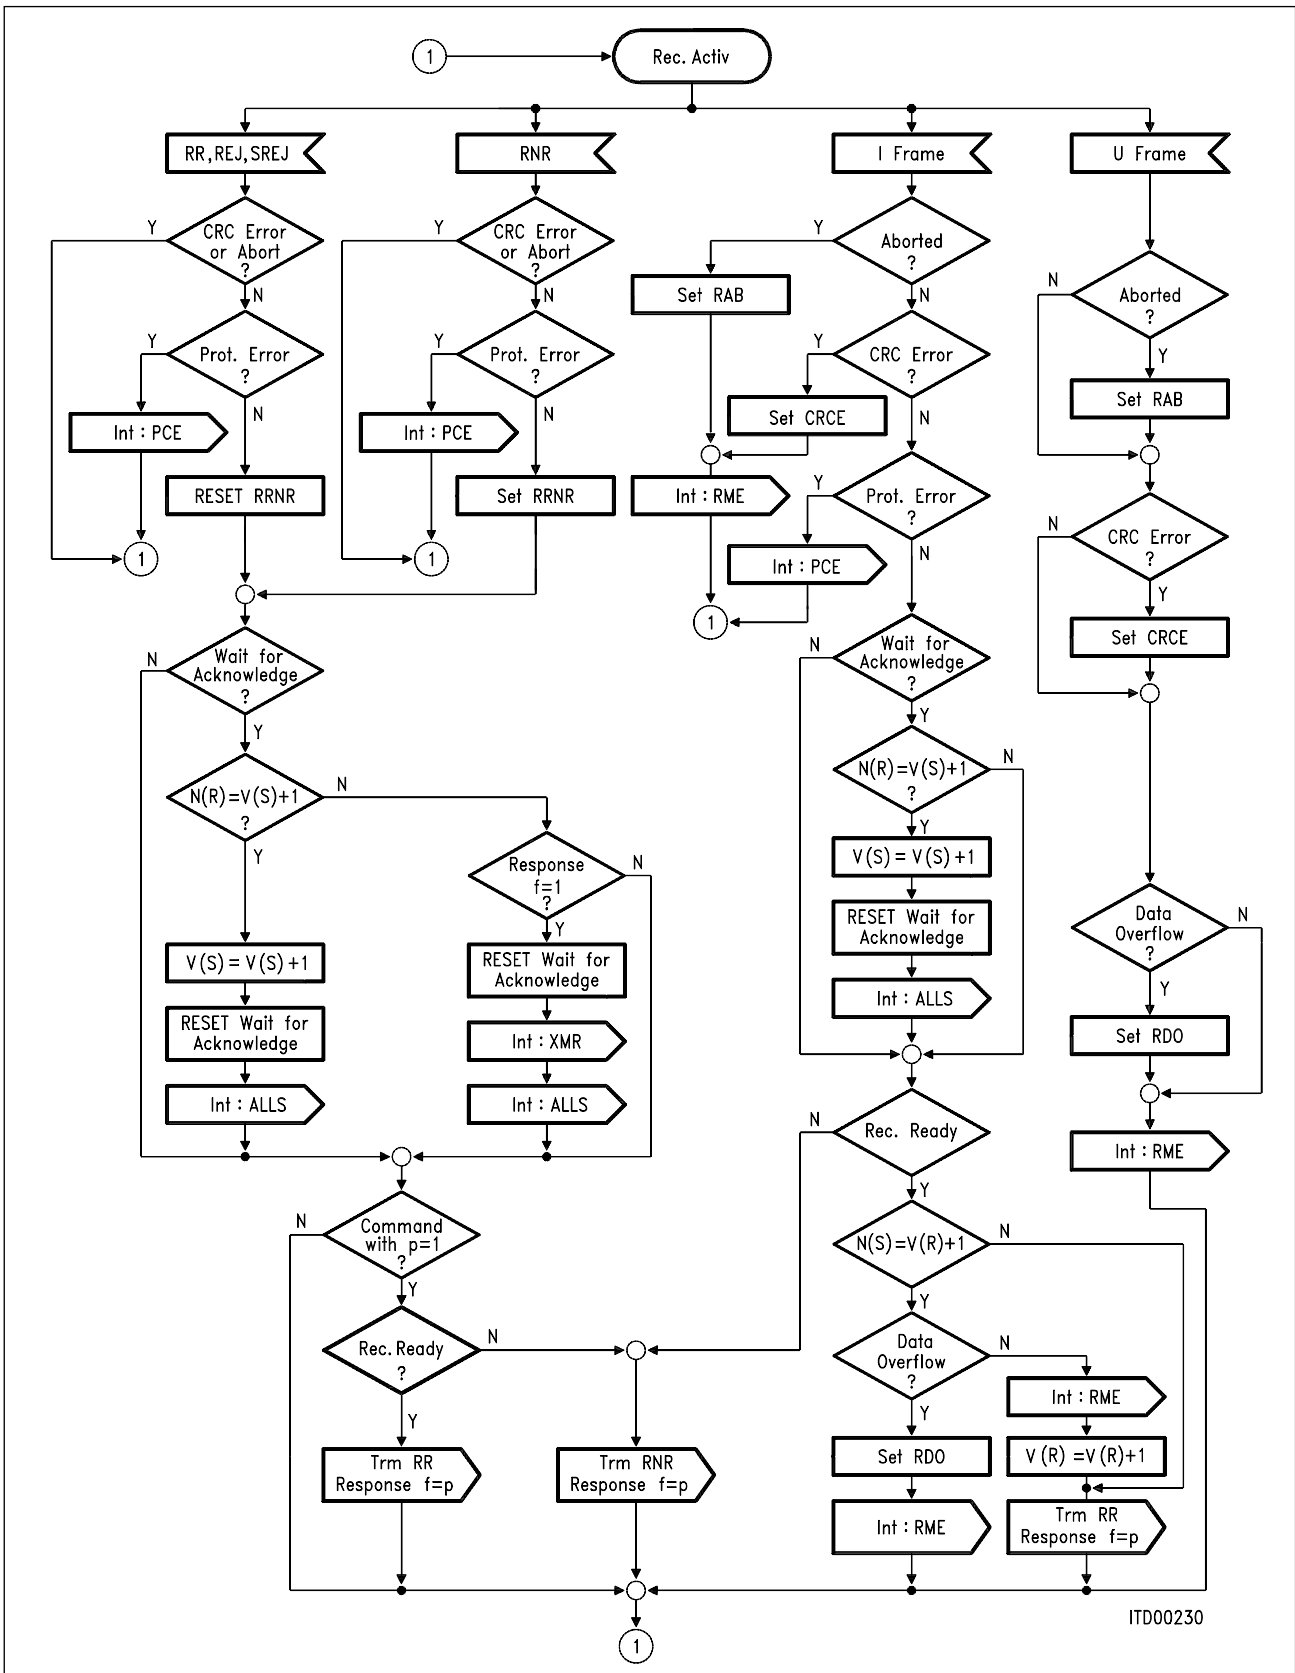 1
Rec. Activ
RR,REJ,SREJ
RNR
I Frame
U Frame
Y
CRC Error
or Abort
?
N
Y
CRC Error
or Abort
?
N
Y
Aborted
?
N
Set RAB
N
Aborted
?
Y
Set RAB
Y
Prot. Error
?
N
Int : PCE
RESET RRNR
1
Y
Prot. Error
?
N
Int : PCE
Set RRNR
1
Y
CRC Error
?
N
Set CRCE
Int : RME
Y
Prot. Error
?
N
Int : PCE
1
N
CRC Error
?
Y
Set CRCE
N
Wait for
Acknowledge
?
Y
N(R)=V(S)+1
?
N
Y
Response
f=1
?
N
Y
V(S)=V(S)+1
RESET Wait for
Acknowledge
Int : ALLS
RESET Wait for
Acknowledge
Int : XMR
Int : ALLS
N
Wait for
Acknowledge
?
Y
N(R)=V(S)+1
?
N
Y
V(S)=V(S)+1
RESET Wait for
Acknowledge
Int : ALLS
Data
Overflow
?
N
Y
Set RDO
Int : RME
N
Rec. Ready
Y
N
Command
with p=1
?
Y
Rec. Ready
?
N
Y
Trm RR
Response f=p
Trm RNR
Response f=p
N(S)=V(R)+1
N
Y
Data
Overflow
?
N
Y
Int : RME
Set RDO
V(R)=V(R)+1
Int : RME
Trm RR
Response f=p
1
ITD00230